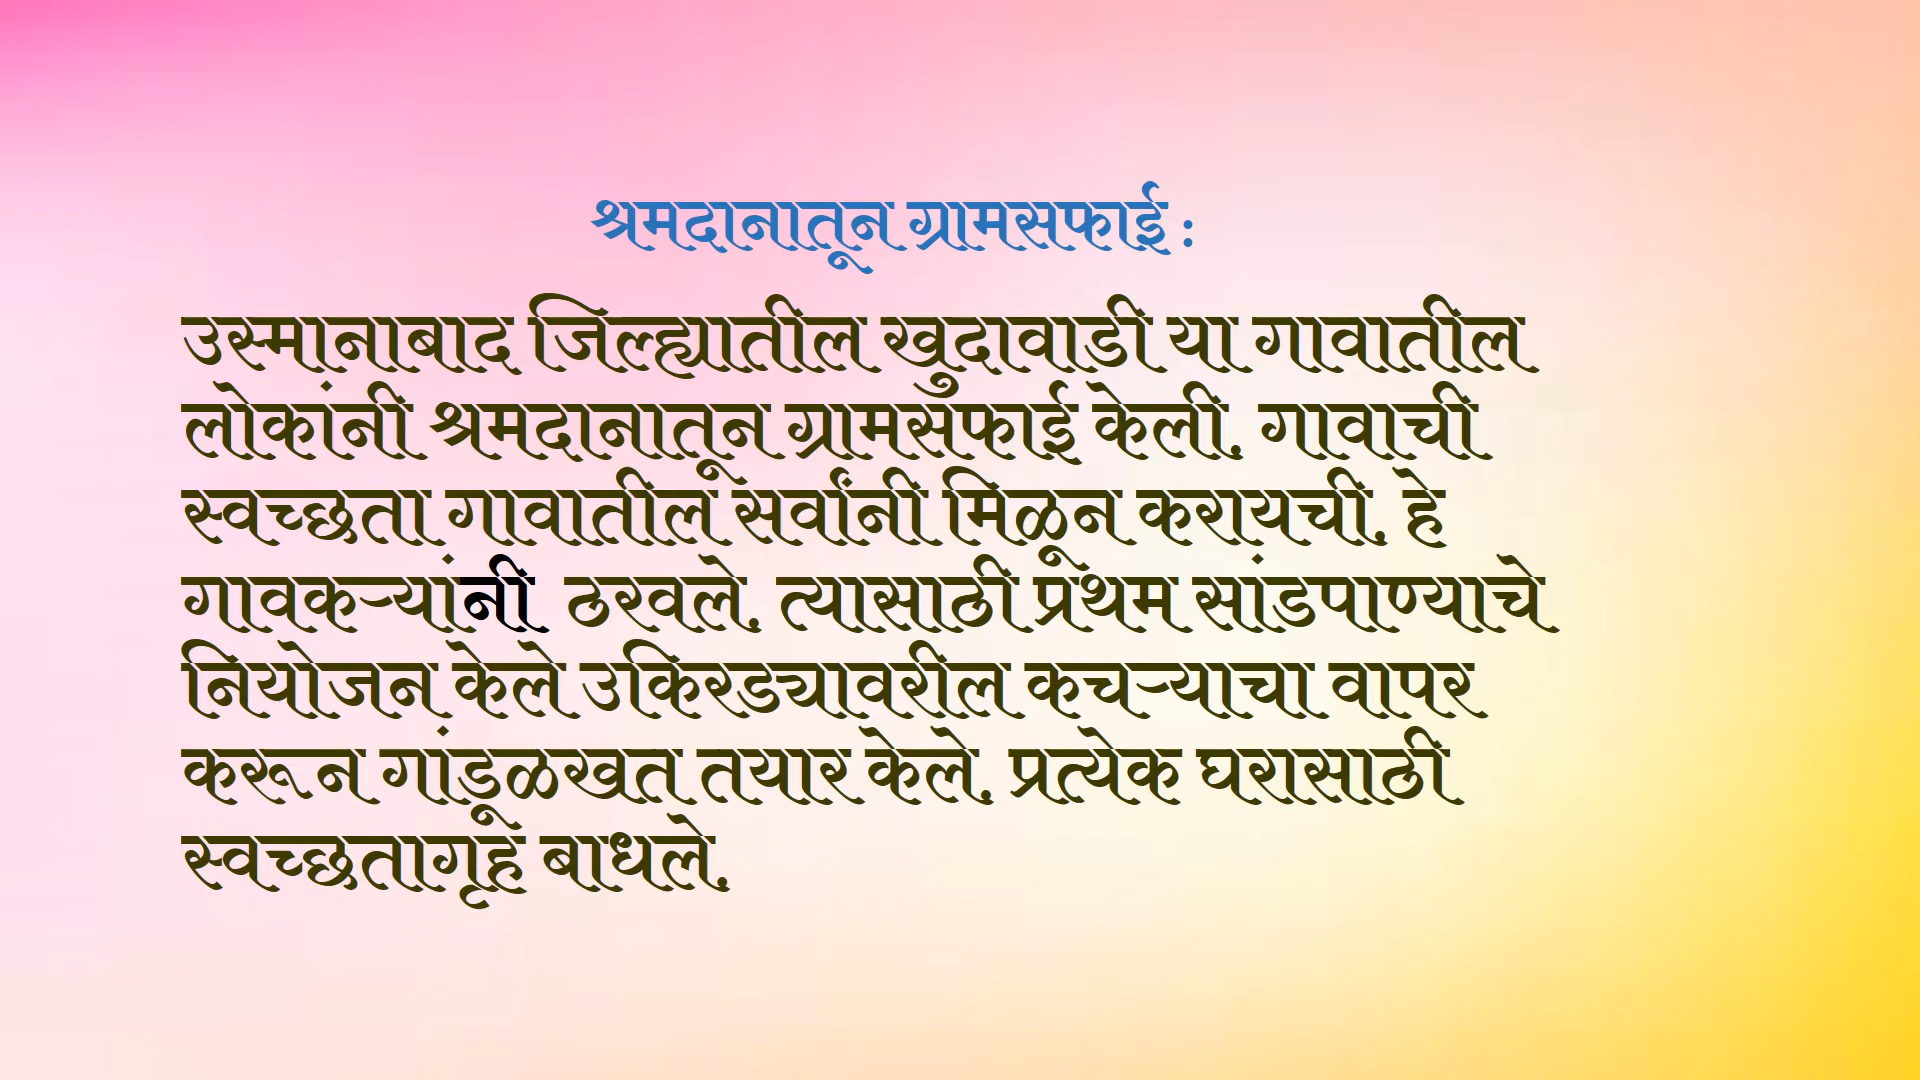 श्रमदानातून ग्रामसफाई :
उस्मानाबाद जिल्ह्यातील खुदावाडी या गावातील
लोकांनी श्रमदानातून ग्रामसफाई केली. गावाची
स्वच्छता गावातील सर्वांनी मिळून करायची. हे
गावकऱ्यांनी ठरवले. त्यासाठी प्रथम सांडपाण्याचे
नियोजन केले उकिरड्यावरील कचऱ्याचा वापर
करून गांडूळखत तयार केले. प्रत्येक घरासाठी
स्वच्छतागृह बाधले.